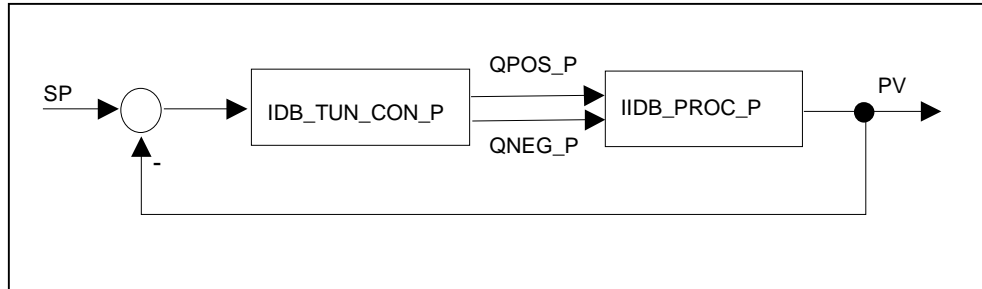 QPOS_P
SP
PV
IDB_TUN_CON_P
IIDB_PROC_P
QNEG_P
-